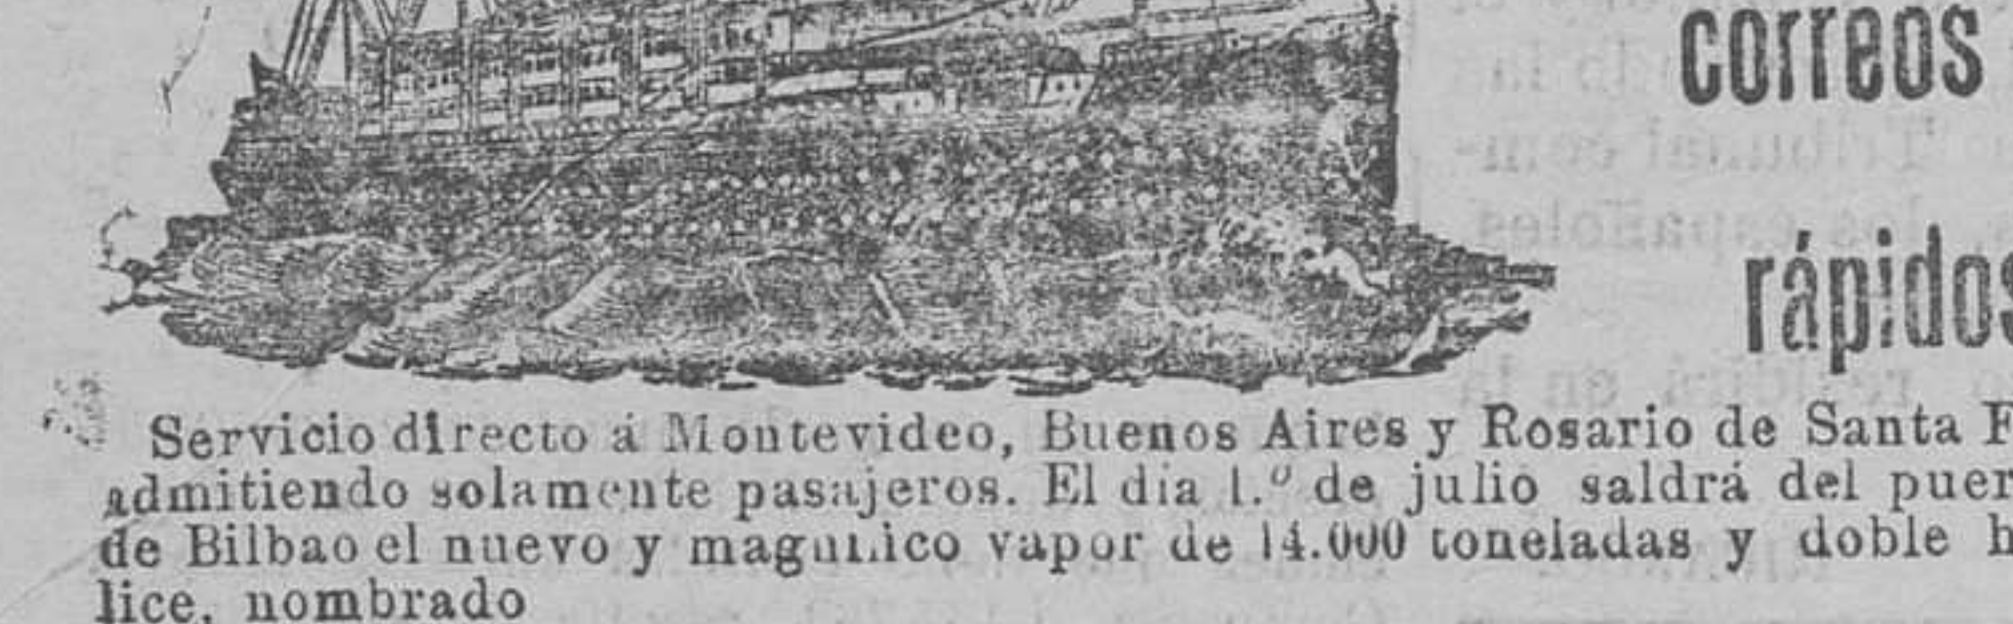 correos
rápidos
Servicio directo á Montevideo, Buenos Aires y Rosario de Santa F
admitiendo solamente pasajeros. El dia 1.º de julio saldrá del puer
de Bilbao el nuevo y magnifico vapor de 14.000 toneladas y doble h
lice, nombrado